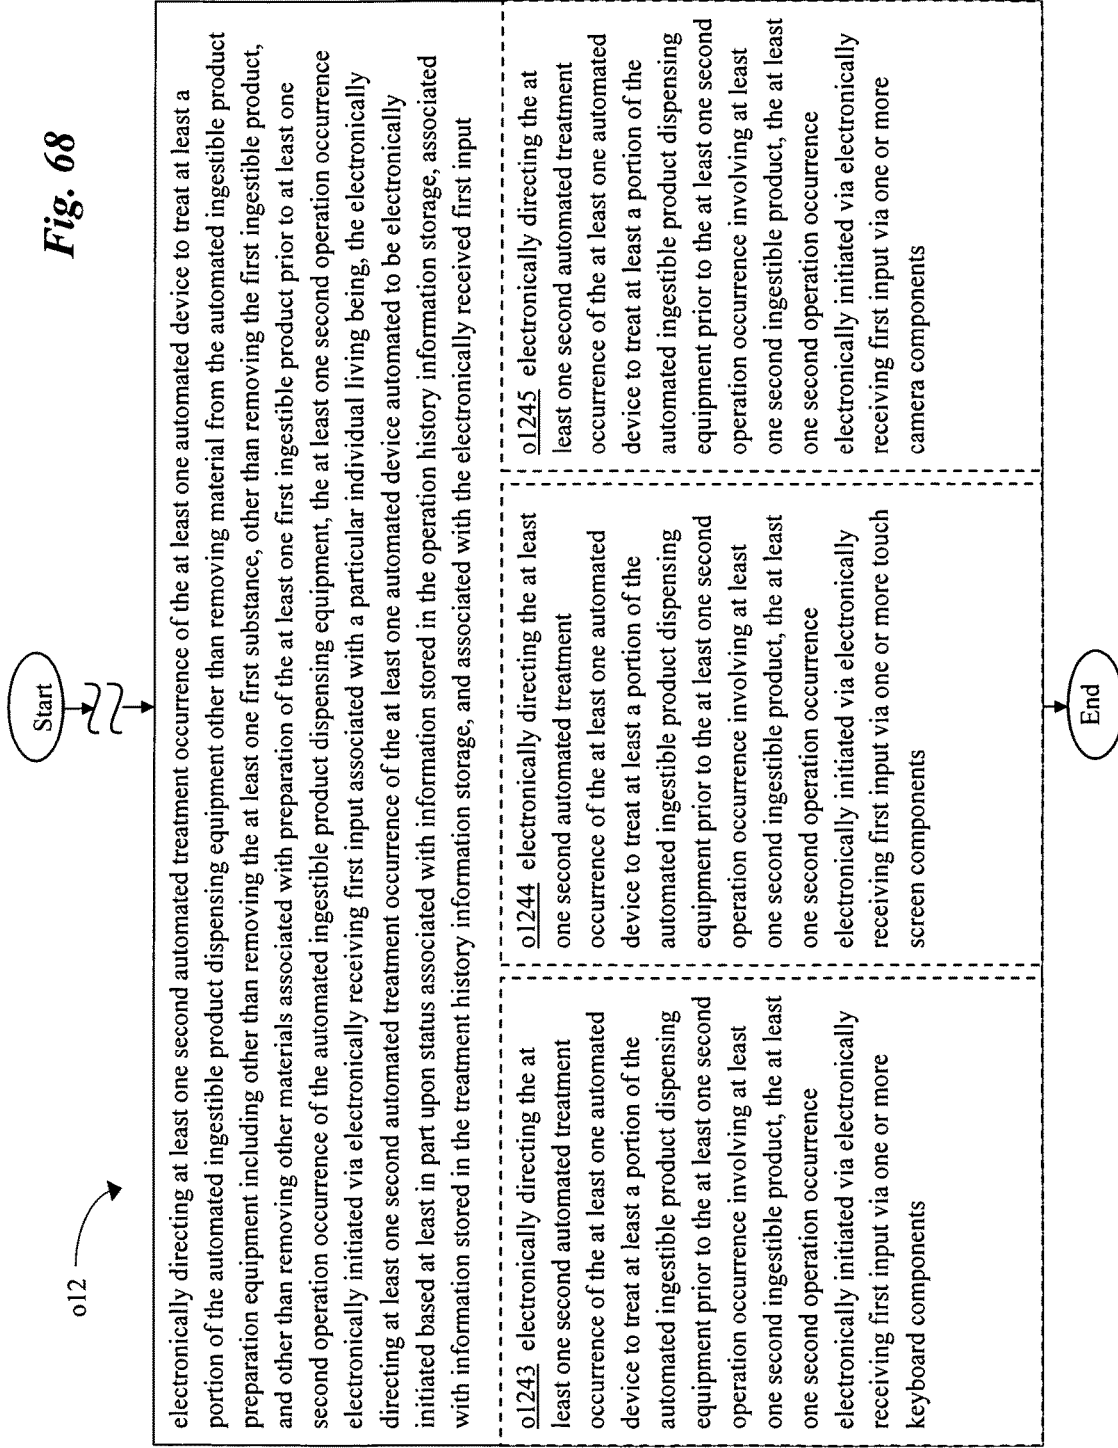 Fig. 68
Start
o12
electronically directing at least one second automated treatment occurrence of the at least one automated device to treat at least a
portion of the automated ingestible product dispensing equipment other than removing material from the automated ingestible product
preparation equipment including other than removing the at least one first substance, other than removing the first ingestible product,
and other than removing other materials associated with preparation of the at least one first ingestible product prior to at least one
second operation occurrence of the automated ingestible product dispensing equipment, the at least one second operation occurrence
electronically initiated via electronically receiving first input associated with a particular individual living being, the electronically
directing at least one second automated treatment occurrence of the at least one automated device automated to be electronically
initiated based at least in part upon status associated with information stored in the operation history information storage, associated
with information stored in the treatment history information storage, and associated with the electronically received first input
o1243 electronically directing the at
least one second automated treatment
occurrence of the at least one automated
device to treat at least a portion of the
automated ingestible product dispensing
equipment prior to the at least one second
operation occurrence involving at least
one second ingestible product, the at least
one second operation occurrence
electronically initiated via electronically
receiving first input via one or more
keyboard components
o1244 electronically directing the at least
one second automated treatment
occurrence of the at least one automated
device to treat at least a portion of the
automated ingestible product dispensing
equipment prior to the at least one second
operation occurrence involving at least
one second ingestible product, the at least
one second operation occurrence
electronically initiated via electronically
receiving first input via one or more touch
screen components
o1245 electronically directing the at
least one second automated treatment
occurrence of the at least one automated
device to treat at least a portion of the
automated ingestible product dispensing
equipment prior to the at least one second
operation occurrence involving at least
one second ingestible product, the at least
one second operation occurrence
electronically initiated via electronically
receiving first input via one or more
camera components
End